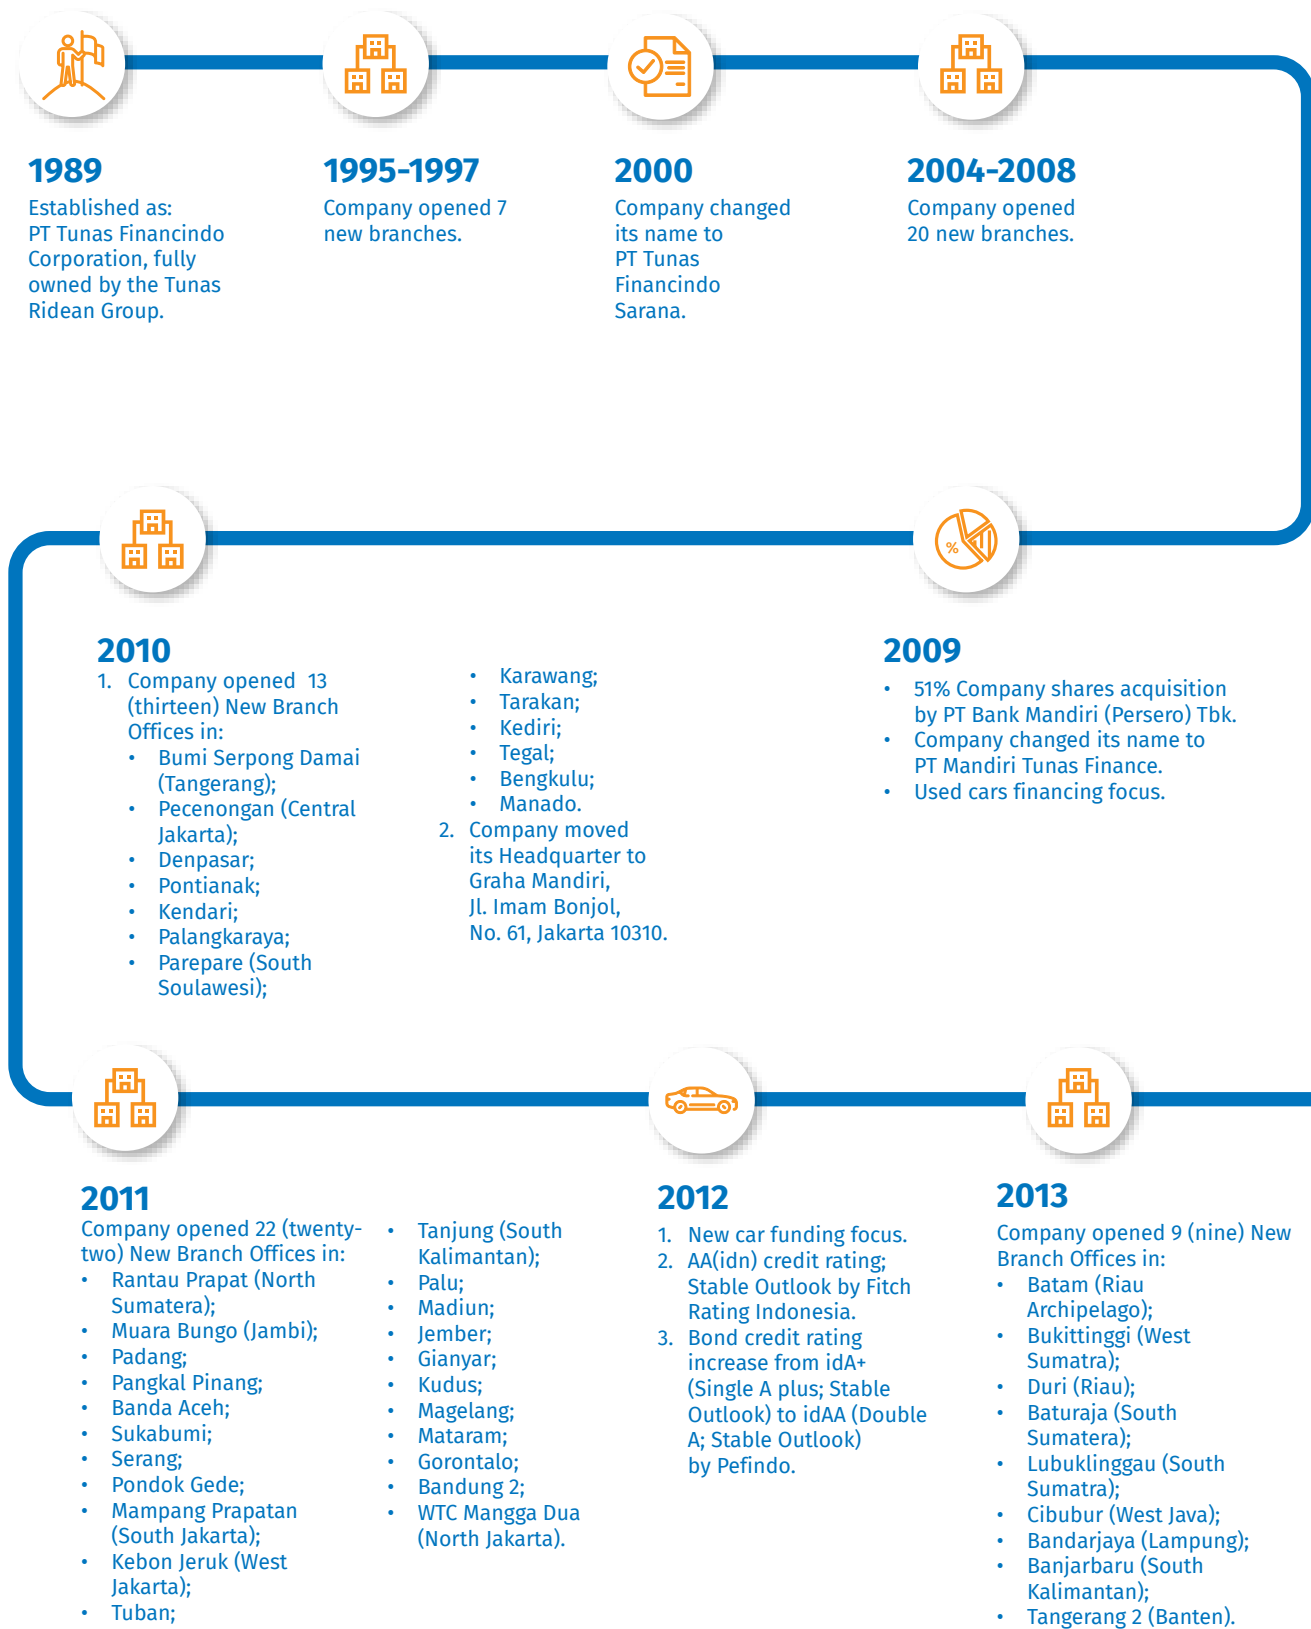 1989
Established as:
PT Tunas Financindo
Corporation, fully
owned by the Tunas
Ridean Group.
1995-1997
Company opened 7
new branches.
2000
Company changed
its name to
PT Tunas
Financindo
Sarana.
2004-2008
Company opened
20 new branches.
2010
1. Company opened  13
(thirteen) New Branch
Offices in:
• Bumi Serpong Damai
(Tangerang);
• Pecenongan (Central
Jakarta);
• Denpasar;
• Pontianak;
• Kendari;
• Palangkaraya;
• Parepare (South
Soulawesi);
• Karawang;
• Tarakan;
• Kediri;
• Tegal;
• Bengkulu;
• Manado.
2. Company moved
its Headquarter to
Graha Mandiri,
Jl. Imam Bonjol,
No. 61, Jakarta 10310.
%
2009
• 51% Company shares acquisition
by PT Bank Mandiri (Persero) Tbk.
• Company changed its name to
PT Mandiri Tunas Finance.
• Used cars financing focus.
2011
Company opened 22 (twenty-
two) New Branch Offices in:
• Rantau Prapat (North
Sumatera);
• Muara Bungo (Jambi);
• Padang;
• Pangkal Pinang;
• Banda Aceh;
• Sukabumi;
• Serang;
• Pondok Gede;
• Mampang Prapatan
(South Jakarta);
• Kebon Jeruk (West
Jakarta);
• Tuban;
• Tanjung (South
Kalimantan);
• Palu;
• Madiun;
• Jember;
• Gianyar;
• Kudus;
• Magelang;
• Mataram;
• Gorontalo;
• Bandung 2;
• WTC Mangga Dua
(North Jakarta).
2012
1. New car funding focus.
2. AA(idn) credit rating;
Stable Outlook by Fitch
Rating Indonesia.
3. Bond credit rating
increase from idA+
(Single A plus; Stable
Outlook) to idAA (Double
A; Stable Outlook)
by Pefindo.
2013
Company opened 9 (nine) New
Branch Offices in:
• Batam (Riau
Archipelago);
• Bukittinggi (West
Sumatra);
• Duri (Riau);
• Baturaja (South
Sumatera);
• Lubuklinggau (South
Sumatra);
• Cibubur (West Java);
• Bandarjaya (Lampung);
• Banjarbaru (South
Kalimantan);
• Tangerang 2 (Banten).